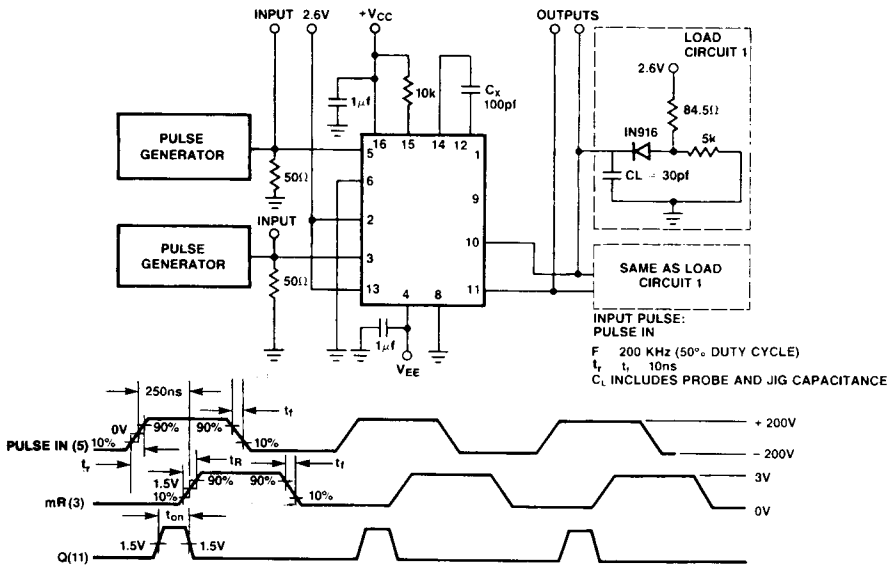 INPUT 2.6V +VCC OUTPUTS
LOAD
CIRCUIT 1
2.6V
84.5Ω
IN916 5k
CL = 30pf
1μf 10k CX
100pf
PULSE
GENERATOR
50Ω
16 15 14 12
5 1
6
9
2
INPUT
PULSE
GENERATOR
50Ω
3 10
13 11
4 8
1μf
VEE
SAME AS LOAD
CIRCUIT 1
INPUT PULSE:
PULSE IN
F 200 KHz (50% DUTY CYCLE)
tr tf 10ns
CL INCLUDES PROBE AND JIG CAPACITANCE
250ns tf
0V
PULSE IN (5) 10% 90% 90% 10%
+ 200V
− 200V
tr tR tf
1.5V 90% 90%
mR (3) 10% 10%
3V
0V
ton
1.5V 1.5V
Q(11)